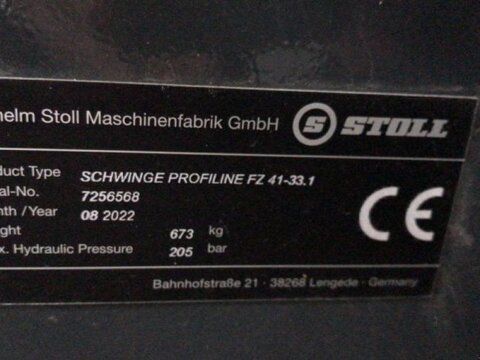 helm Stoll Maschinenfabrik GmbH S STOLL
duct Type SCHWINGE PROFILINE FZ 41-33.1
al-No. 7256568
nth /Year 08 2022
ght 673 kg
x. Hydraulic Pressure 205 bar
CE
Bahnhofstraße 21 · 38268 Lengede · Germany